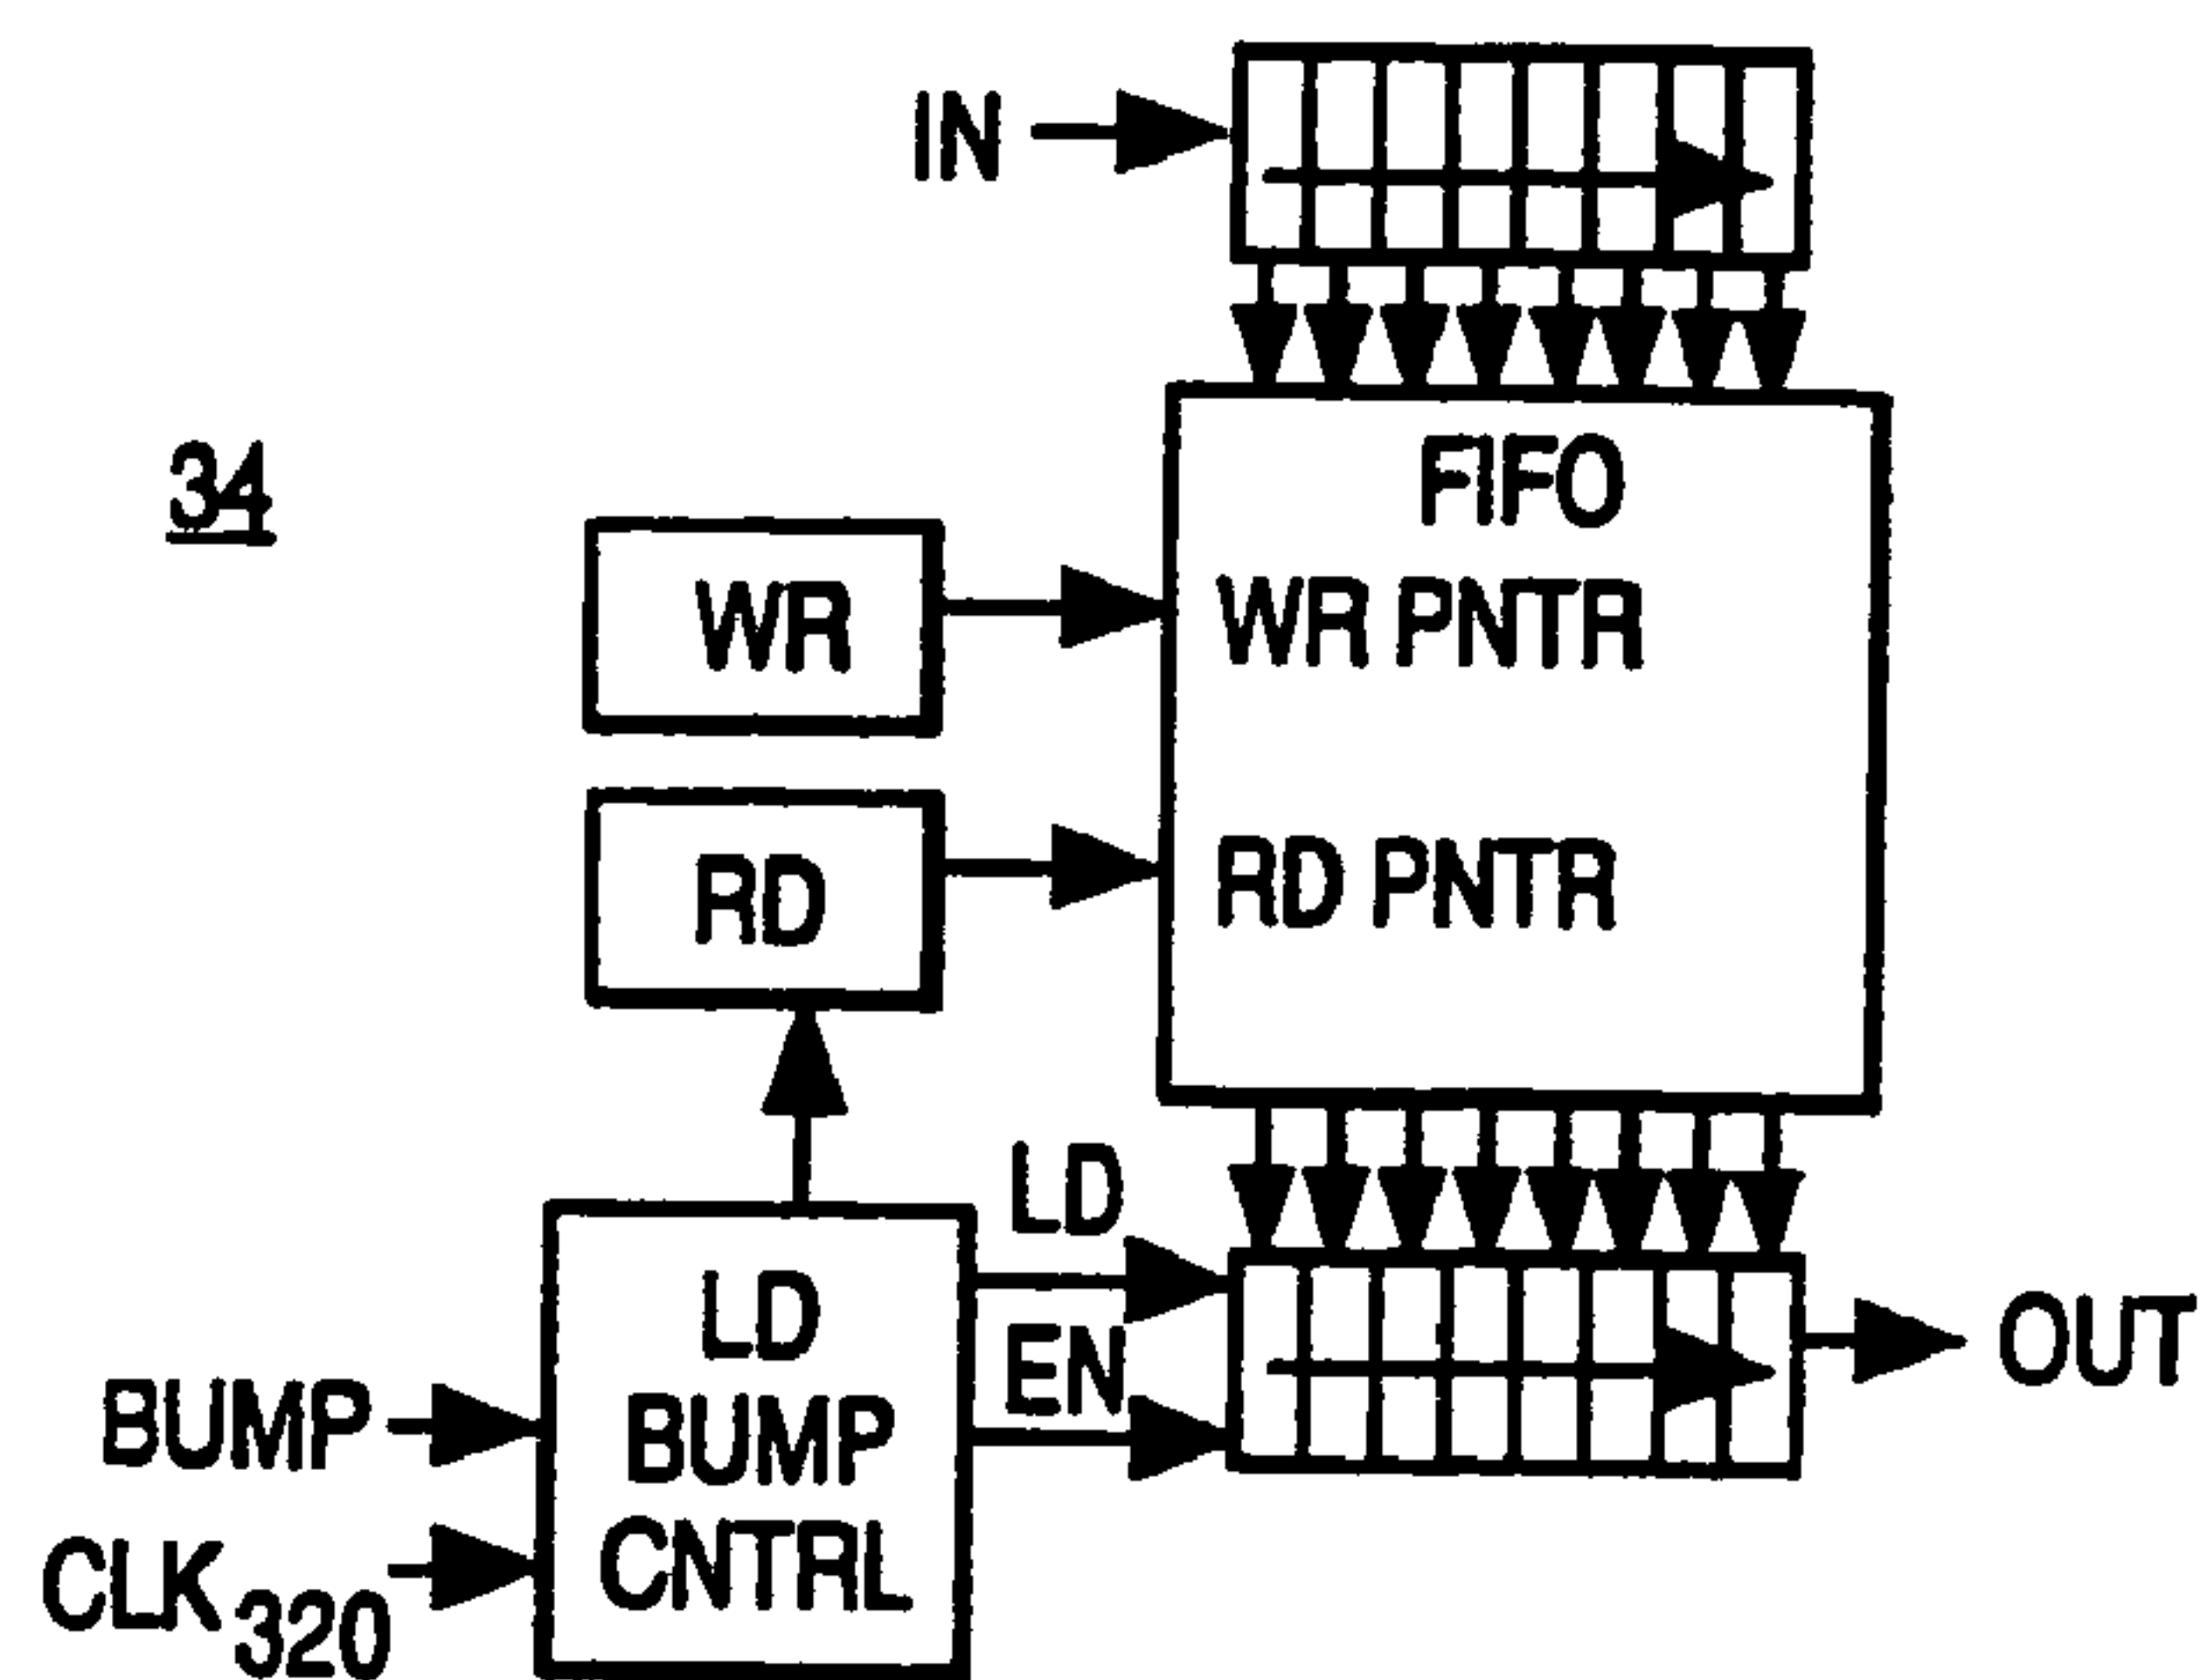 IN
34
FIFO
WR
WR PNTR
RD
RD PNTR
LD
EN
LD
BUMP
CNTRL
BUMP
CLK320
OUT